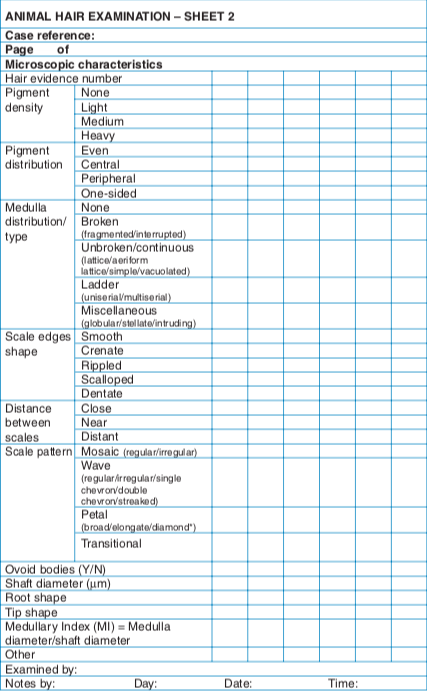 ANIMAL HAIR EXAMINATION – SHEET 2
Case reference:
Page of
Microscopic characteristics
Hair evidence number
Pigment density
None
Light
Medium
Heavy
Pigment distribution
Even
Central
Peripheral
One-sided
Medulla distribution/ type
None
Broken
(fragmented/interrupted)
Unbroken/continuous
(lattice/aeriform
lattice/simple/vacuolated)
Ladder
(uniserial/multiserial)
Miscellaneous
(globular/stellate/intruding)
Scale edges shape
Smooth
Crenate
Rippled
Scalloped
Dentate
Distance between scales
Close
Near
Distant
Scale pattern
Mosaic (regular/irregular)
Wave
(regular/irregular/single
chevron/double
chevron/streaked)
Petal
(broad/elongate/diamond*)
Transitional
Ovoid bodies (Y/N)
Shaft diameter (µm)
Root shape
Tip shape
Medullary Index (MI) = Medulla
diameter/shaft diameter
Other
Examined by:
Notes by: Day: Date: Time: